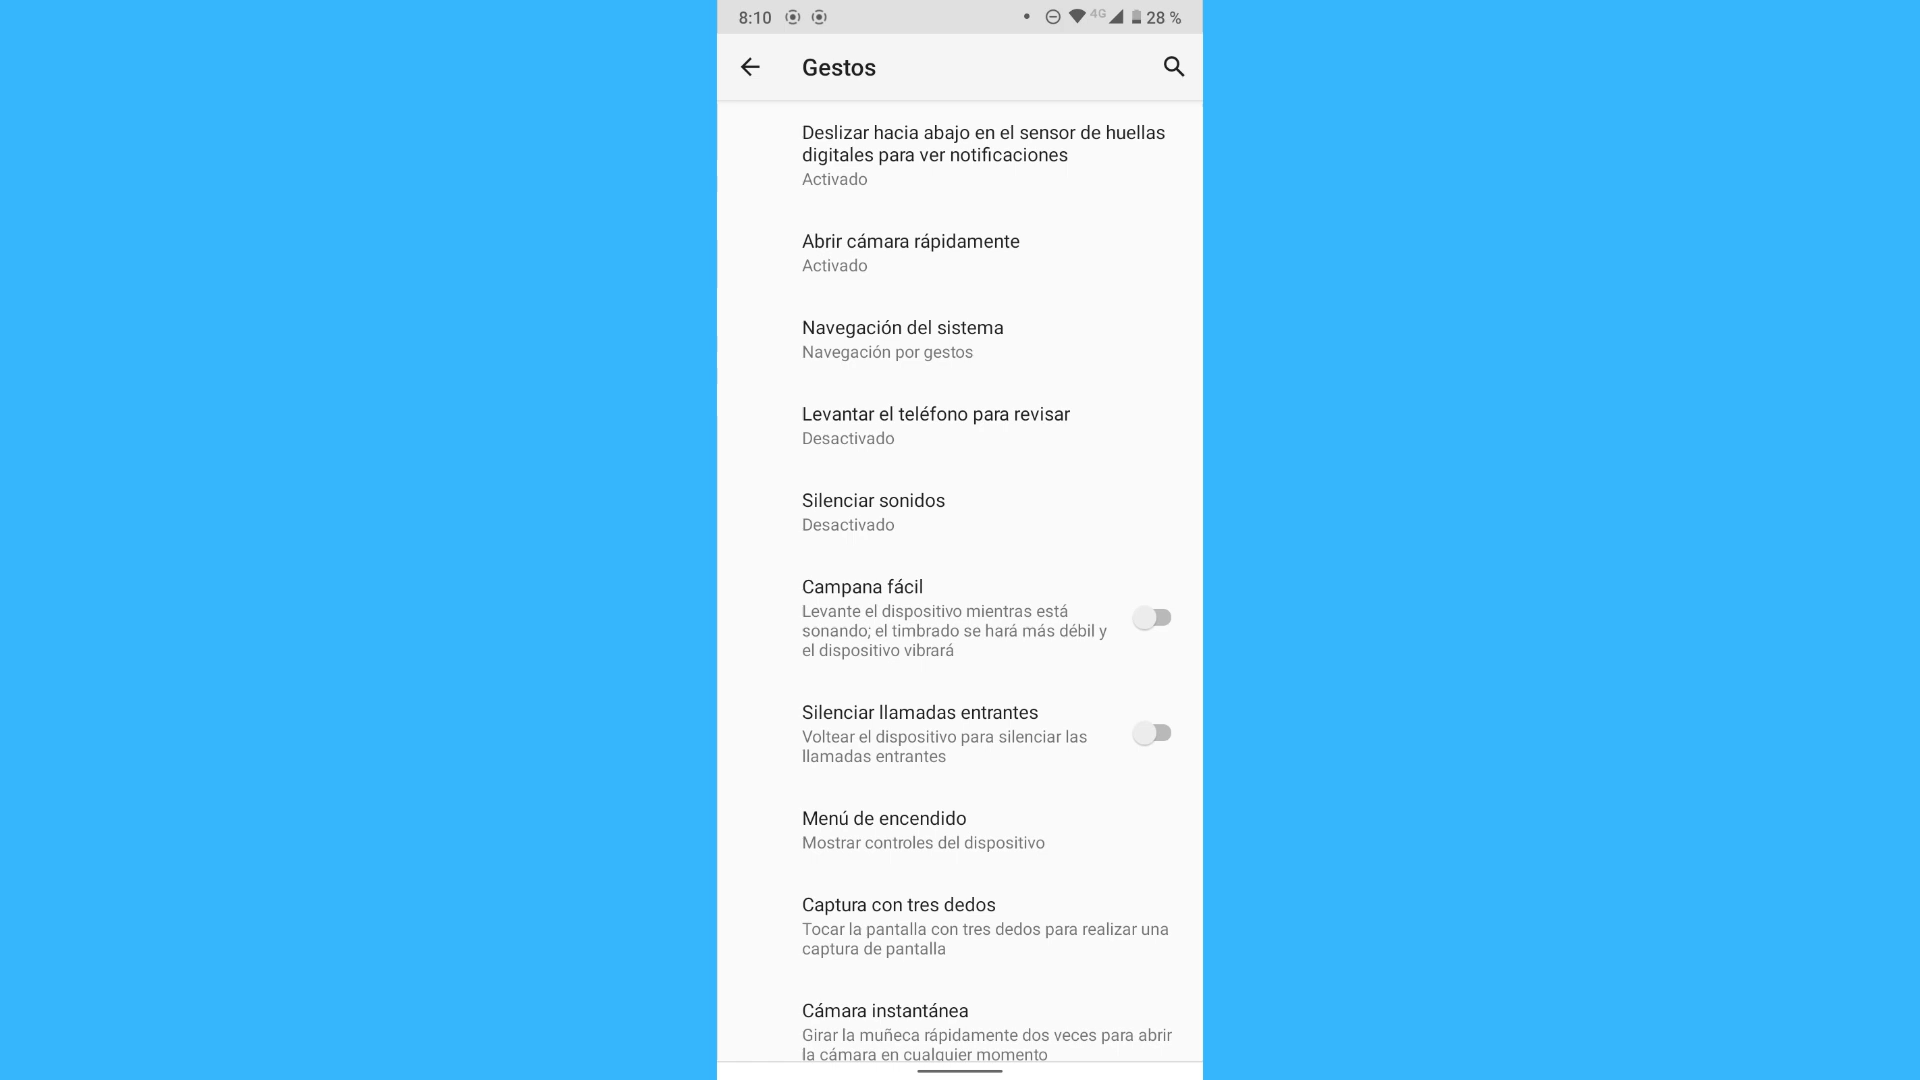 8:10
4G
28 %
Gestos
Deslizar hacia abajo en el sensor de huellas
digitales para ver notificaciones
Activado
Abrir cámara rápidamente
Activado
Navegación del sistema
Navegación por gestos
Levantar el teléfono para revisar
Desactivado
Silenciar sonidos
Desactivado
Campana fácil
Levante el dispositivo mientras está
sonando; el timbrado se hará más débil y
el dispositivo vibrará
Silenciar llamadas entrantes
Voltear el dispositivo para silenciar las
llamadas entrantes
Menú de encendido
Mostrar controles del dispositivo
Captura con tres dedos
Tocar la pantalla con tres dedos para realizar una
captura de pantalla
Cámara instantánea
Girar la muñeca rápidamente dos veces para abrir
la cámara en cualquier momento